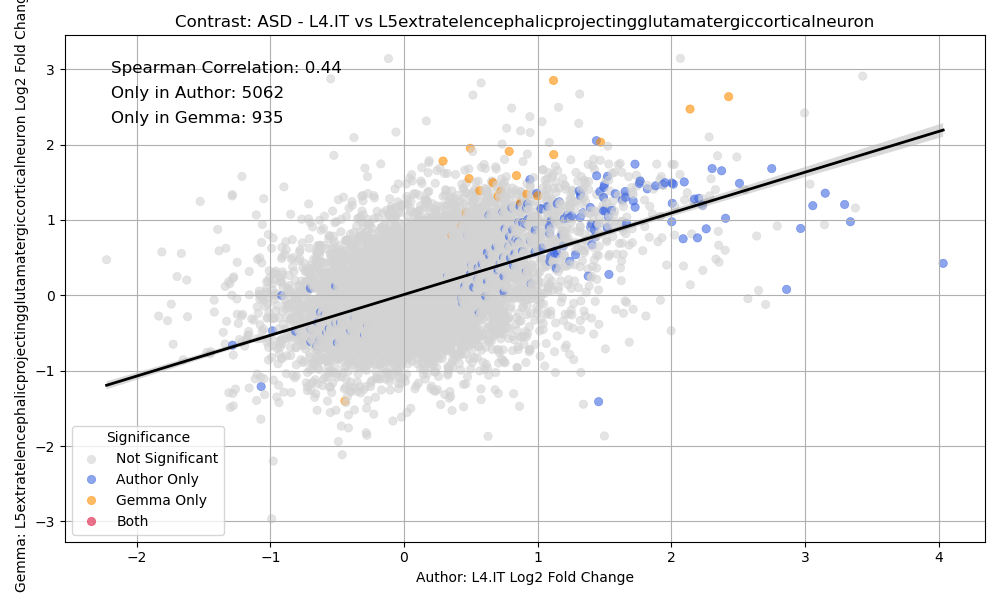 Contrast: ASD - L4.IT vs L5extratelencephalicprojectingglutamatergiccorticalneuron
Gemma: L5extratelencephalicprojectingglutamatergiccorticalneuron Log2 Fold Chang
Spearman Correlation: 0.44
Only in Author: 5062
Only in Gemma: 935
3
2
1
0
−1
−2
−3
Significance
Not Significant
Author Only
Gemma Only
Both
−2
−1
0
1
2
3
4
Author: L4.IT Log2 Fold Change